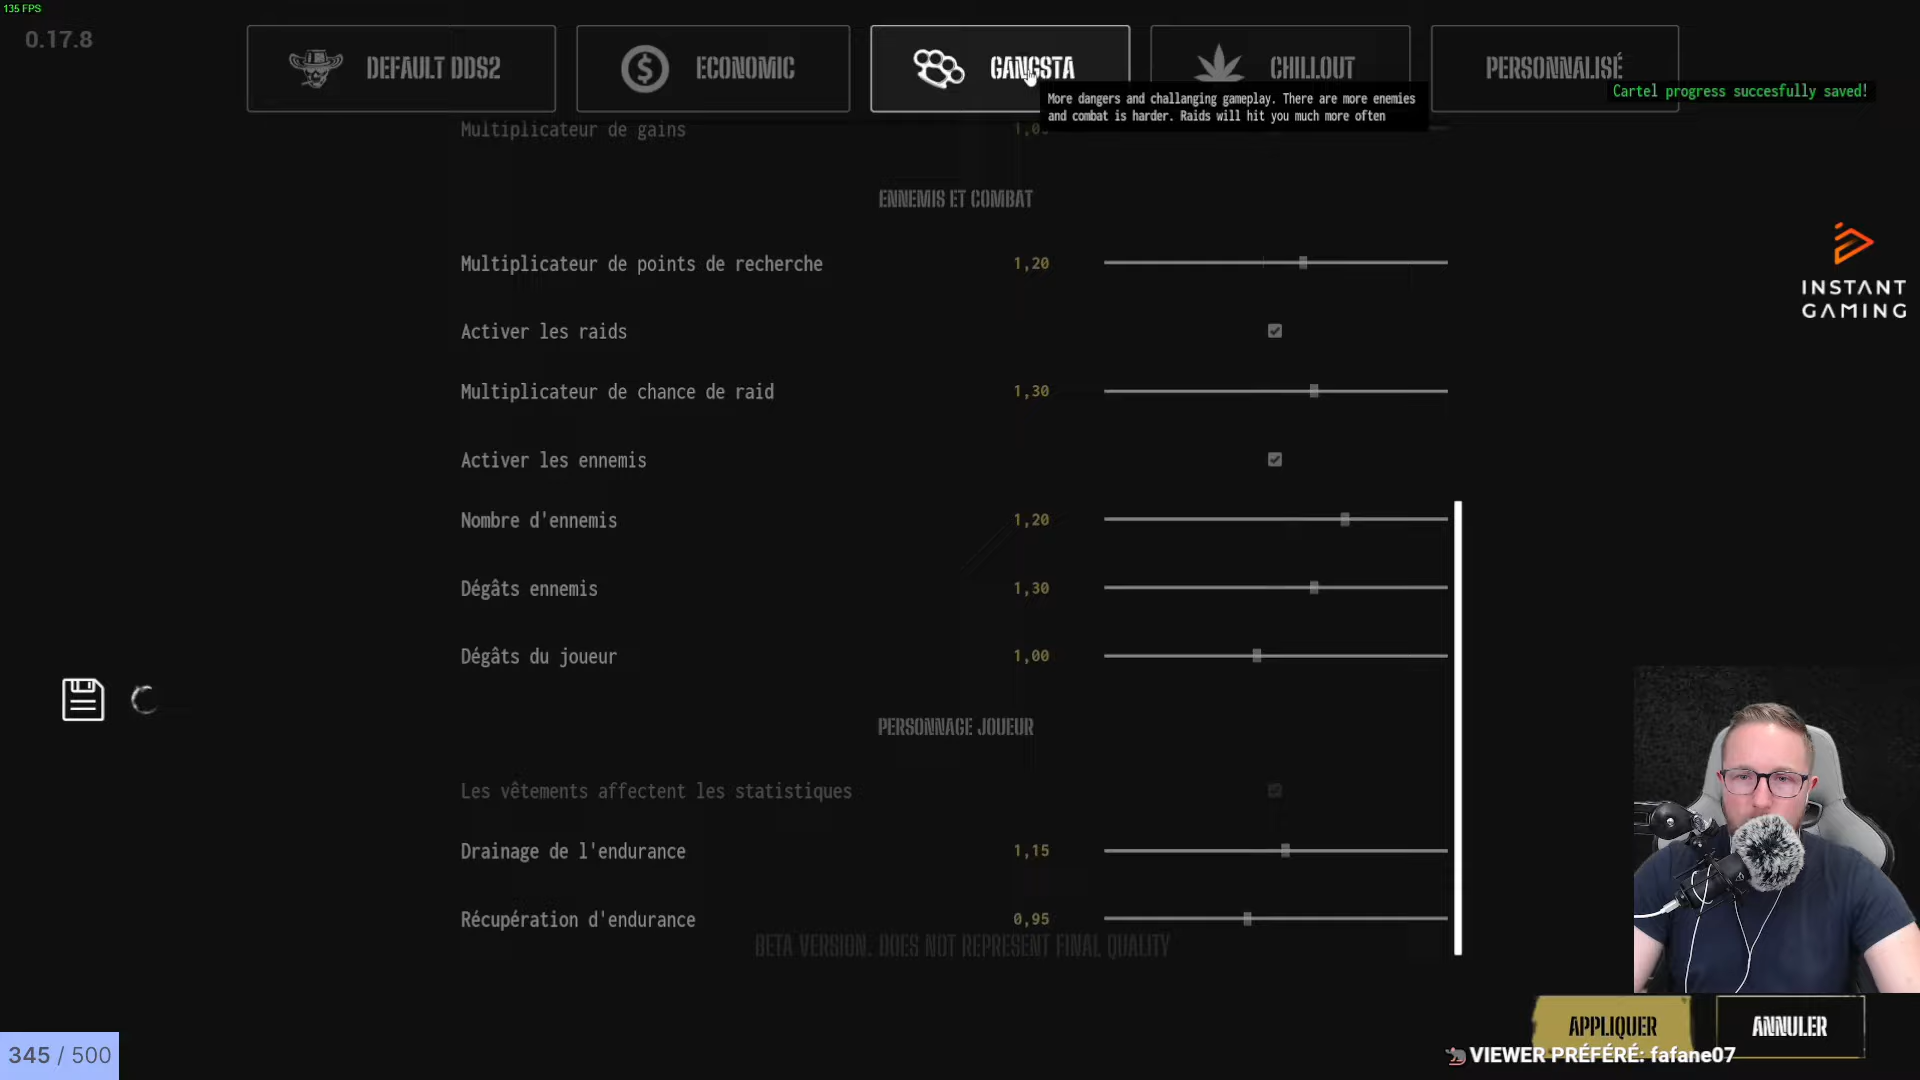 135 FPS
0.17.8
DEFAULT DDS2
ECONOMIC
GANGSTA
CHILLOUT
PERSONNALISÉ
Cartel progress succesfully saved!
More dangers and challanging gameplay. There are more enemies
and combat is harder. Raids will hit you much more often
Multiplicateur de gains
ENNEMIS ET COMBAT
Multiplicateur de points de recherche 1,20
Activer les raids
Multiplicateur de chance de raid 1,30
Activer les ennemis
Nombre d'ennemis 1,20
Dégâts ennemis 1,30
Dégâts du joueur 1,00
PERSONNAGE JOUEUR
Les vêtements affectent les statistiques
Drainage de l'endurance 1,15
Récupération d'endurance 0,95
BETA VERSION. DOES NOT REPRESENT FINAL QUALITY
INSTANT
GAMING
APPLIQUER
ANNULER
VIEWER PRÉFÉRÉ: fafane07
345 / 500